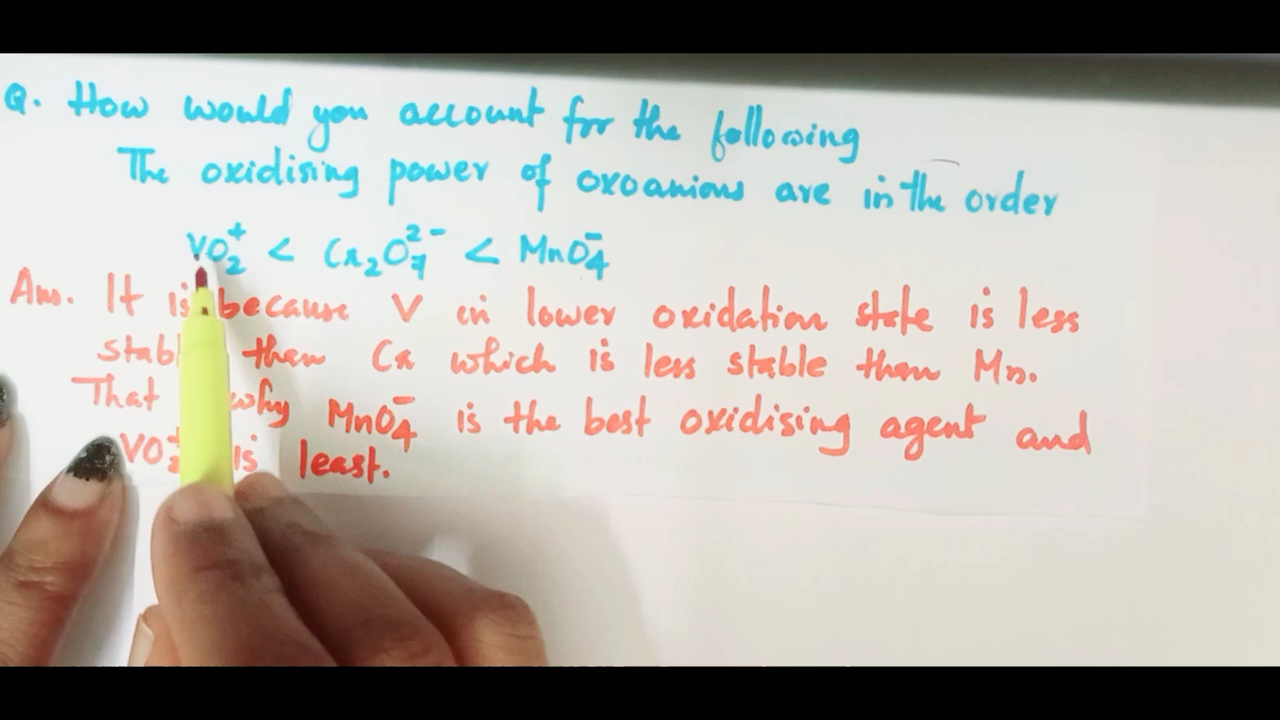 Q. How would you account for the following
The oxidising power of oxoanions are in the order
VO₂⁺ < Cr₂O₇²⁻ < MnO₄⁻
Ans. It is because V in lower oxidation state is less
than Cr which is less stable than Mn.
That why MnO₄⁻ is the best oxidising agent and
is least.